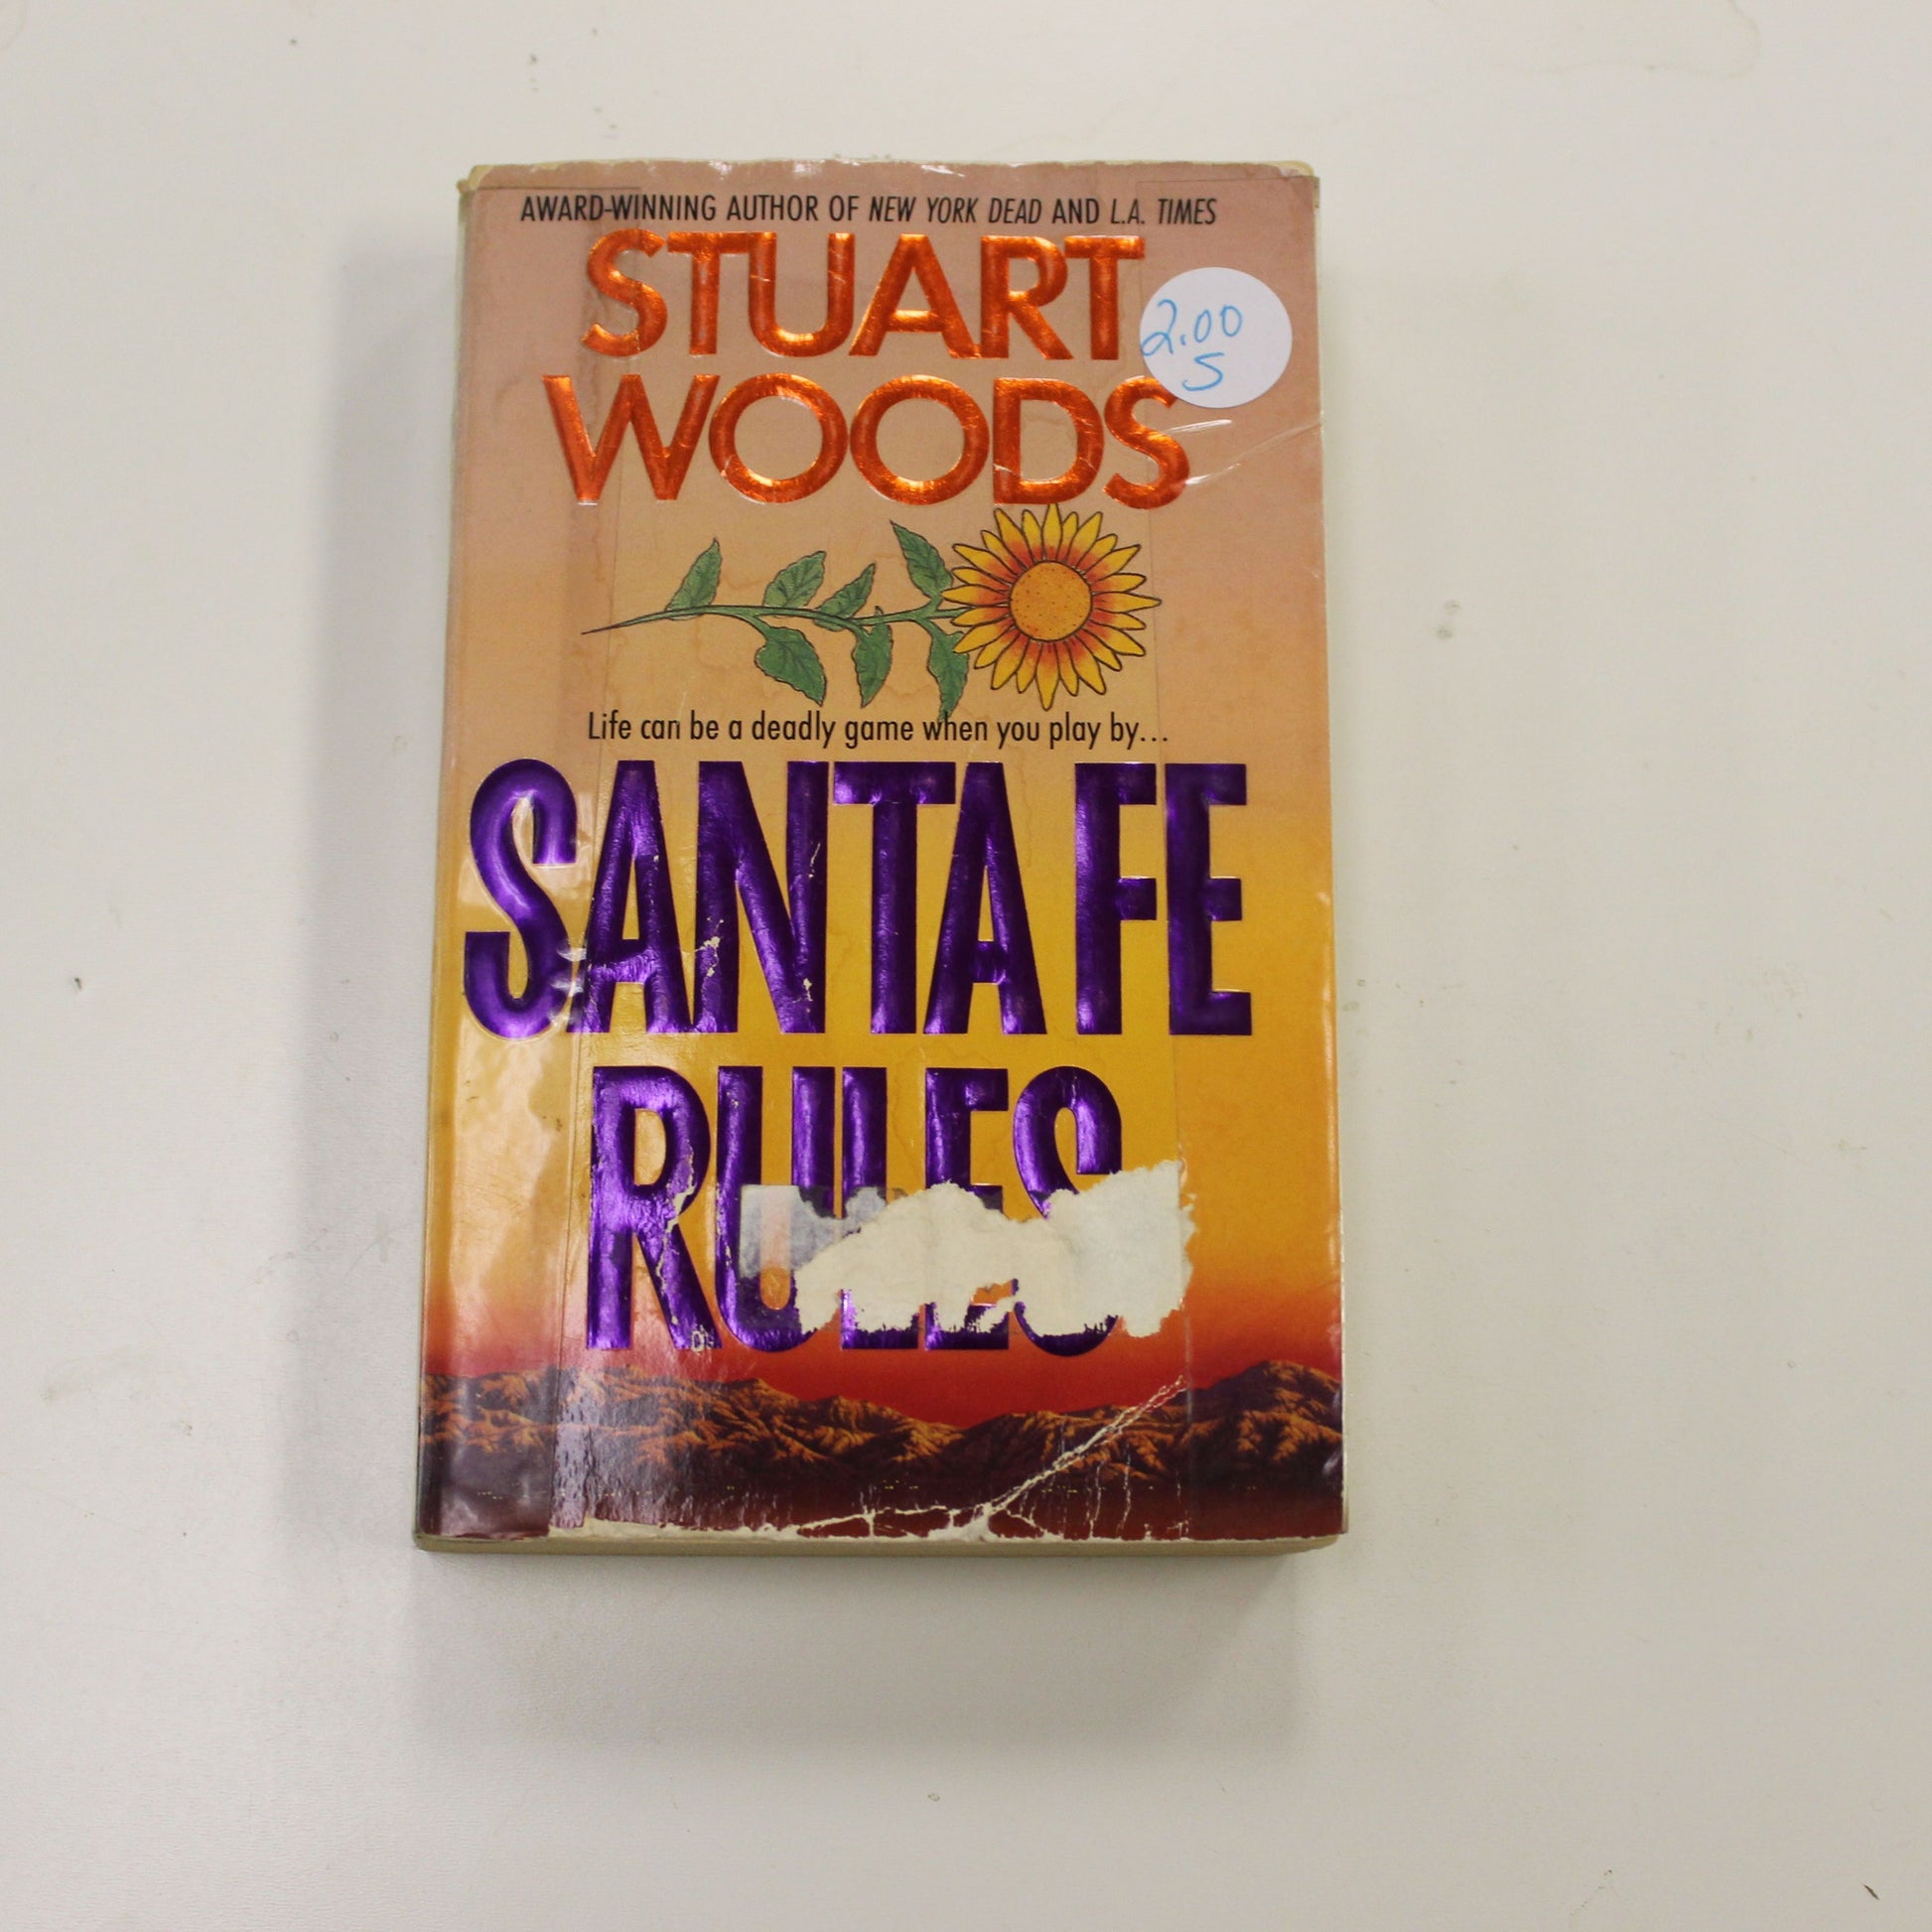 AWARD-WINNING AUTHOR OF NEW YORK DEAD AND L.A. TIMES
STUART
WOODS
2.00
S
Life can be a deadly game when you play by...
SANTA FE
RULES